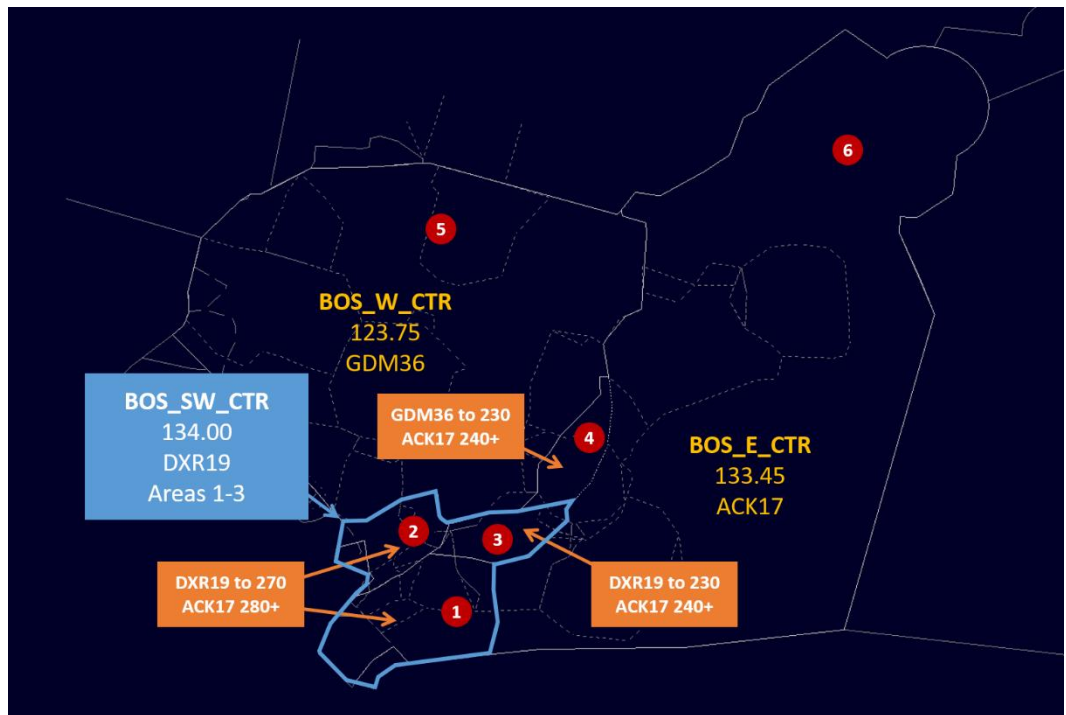 6
5
BOS_W_CTR
123.75
GDM36
BOS_SW_CTR
134.00
DXR19
Areas 1-3
GDM36 to 230
ACK17 240+
4
BOS_E_CTR
133.45
ACK17
2
3
DXR19 to 270
ACK17 280+
DXR19 to 230
ACK17 240+
1